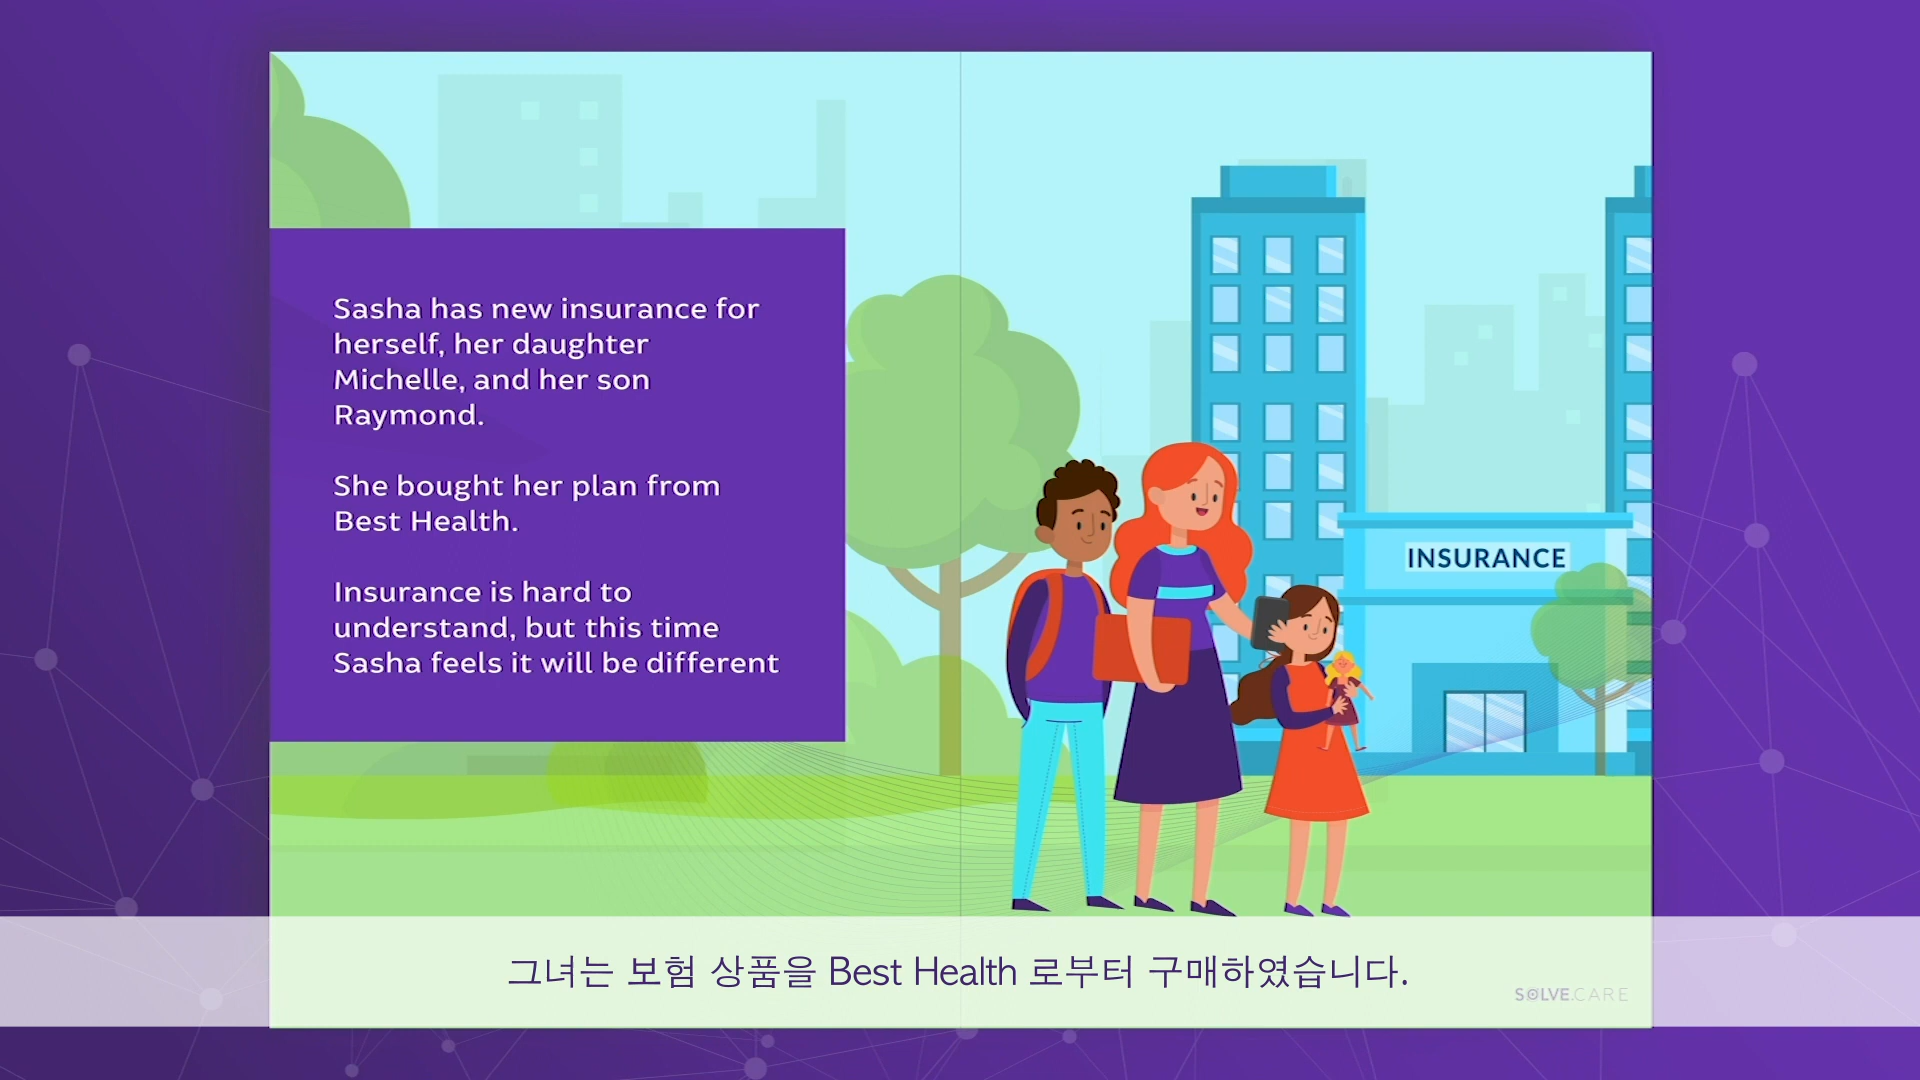 Sasha has new insurance for
herself, her daughter
Michelle, and her son
Raymond.
She bought her plan from
Best Health.
Insurance is hard to
understand, but this time
Sasha feels it will be different
INSURANCE
그녀는 보험 상품을 Best Health 로부터 구매하였습니다.
SOLVE.CARE